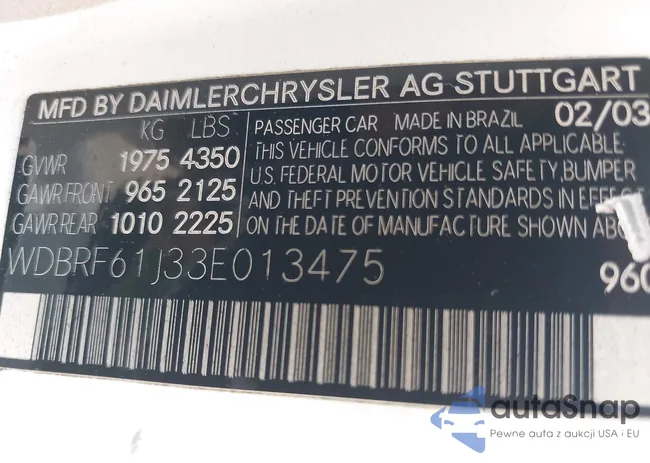 MFD BY DAIMLERCHRYSLER AG STUTTGART
KG LBS
GVWR 1975 4350
GAWR FRONT 965 2125
GAWR REAR 1010 2225
PASSENGER CAR MADE IN BRAZIL 02/03
THIS VEHICLE CONFORMS TO ALL APPLICABLE
U.S. FEDERAL MOTOR VEHICLE SAFETY, BUMPER
AND THEFT PREVENTION STANDARDS IN EFFECT
ON THE DATE OF MANUFACTURE SHOWN
WDBRF61J33E013475
960
autoSnap
Pewne auta z aukcji USA i EU